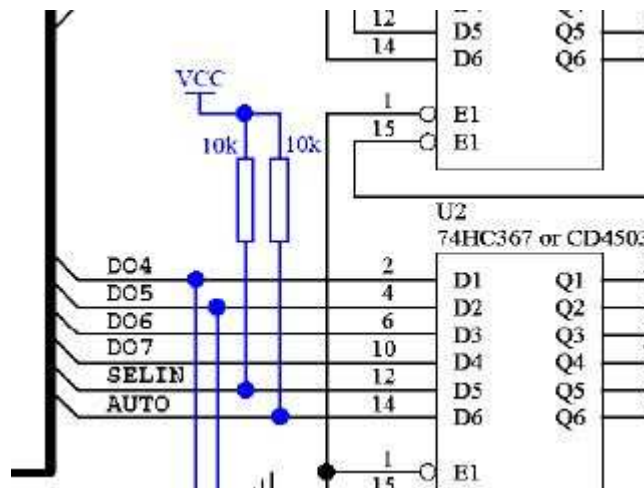 12 D5 Q5
14 D6 Q6
VCC
1 E1
15 E1
10k 10k
U2
74HC367 or CD4503
DO4 2 D1 Q1
DO5 4 D2 Q2
DO6 6 D3 Q3
DO7 10 D4 Q4
SELIN 12 D5 Q5
AUTO 14 D6 Q6
1 E1
15